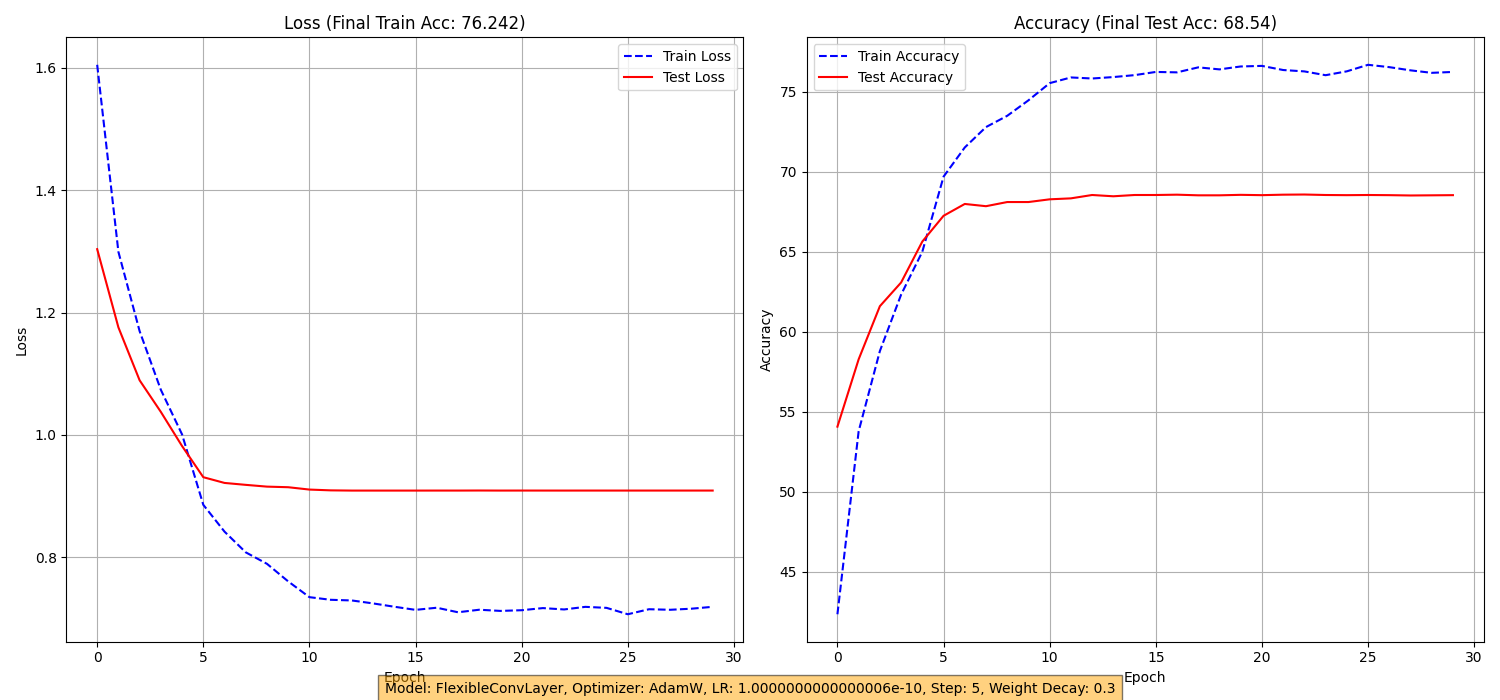 Loss (Final Train Acc: 76.242)
Train Loss
Test Loss
1.6
1.4
1.2
1.0
0.8
Loss
0 5 10 15 20 25 30
Epoch
Accuracy (Final Test Acc: 68.54)
Train Accuracy
Test Accuracy
75
70
65
60
55
50
45
Accuracy
0 5 10 15 20 25 30
Epoch
Model: FlexibleConvLayer, Optimizer: AdamW, LR: 1.0000000000000006e-10, Step: 5, Weight Decay: 0.3